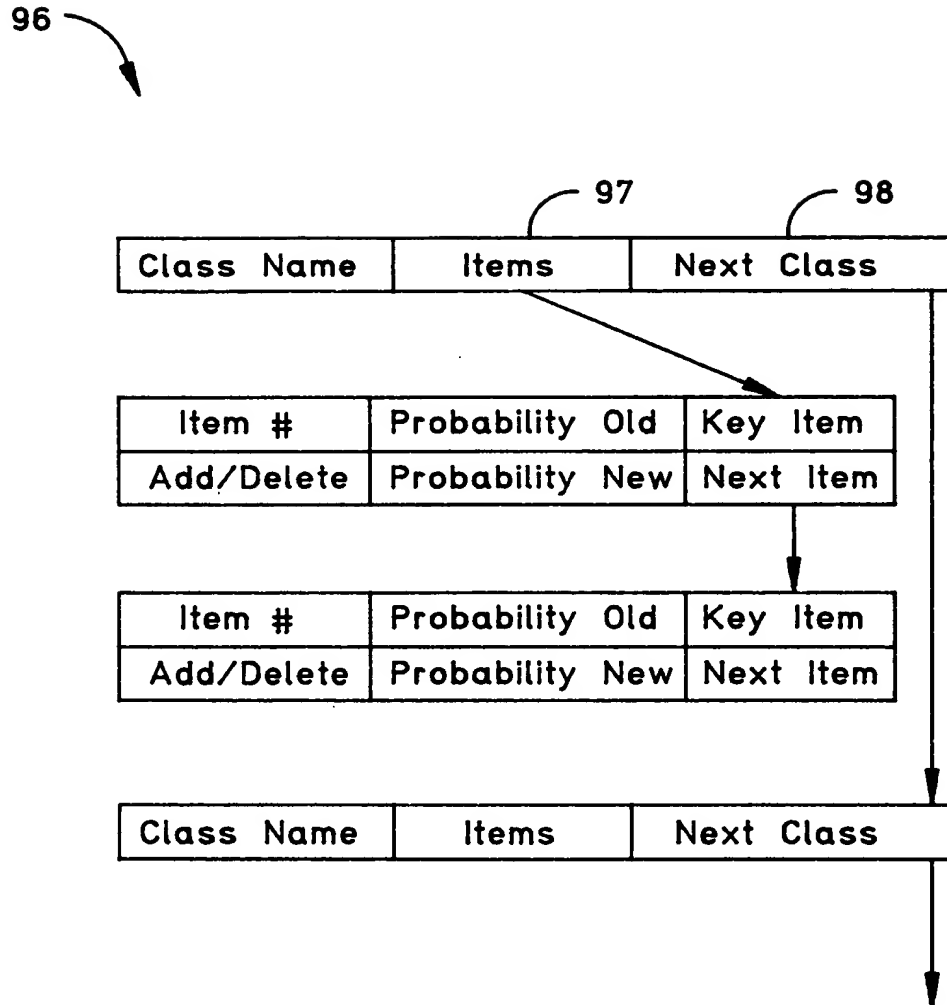 96
97 98
Class Name Items Next Class
Item # Probability Old Key Item
Add/Delete Probability New Next Item
Item # Probability Old Key Item
Add/Delete Probability New Next Item
Class Name Items Next Class